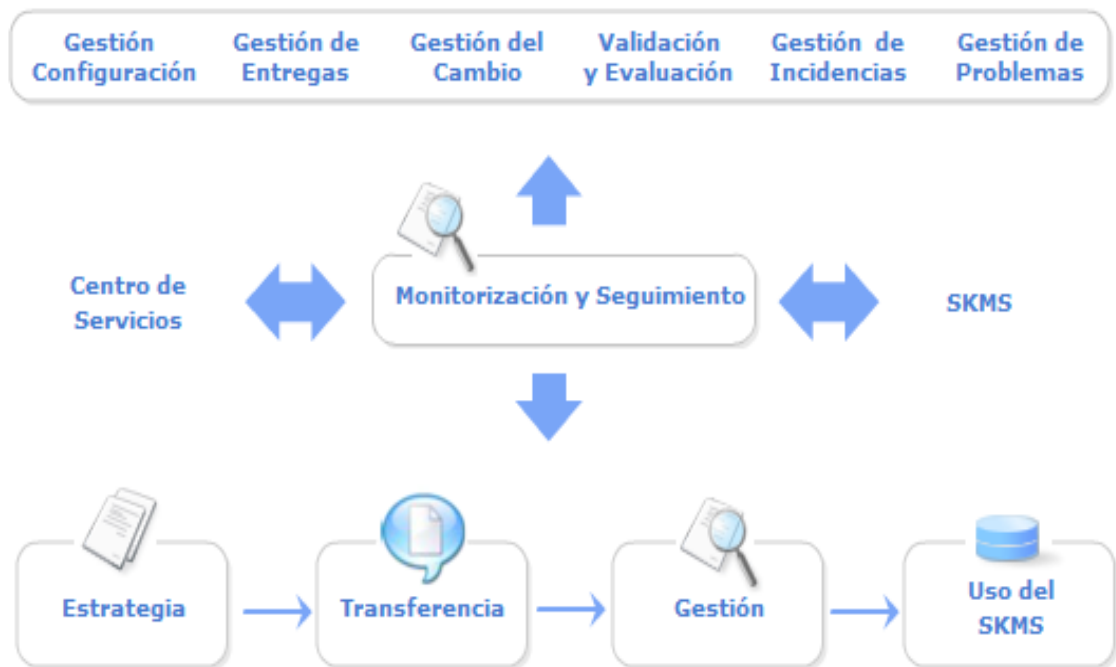 Gestión
Configuración
Gestión de
Entregas
Gestión del
Cambio
Validación
y Evaluación
Gestión de
Incidencias
Gestión de
Problemas
Centro de
Servicios
Monitorización y Seguimiento
SKMS
Estrategia
Transferencia
Gestión
Uso del
SKMS